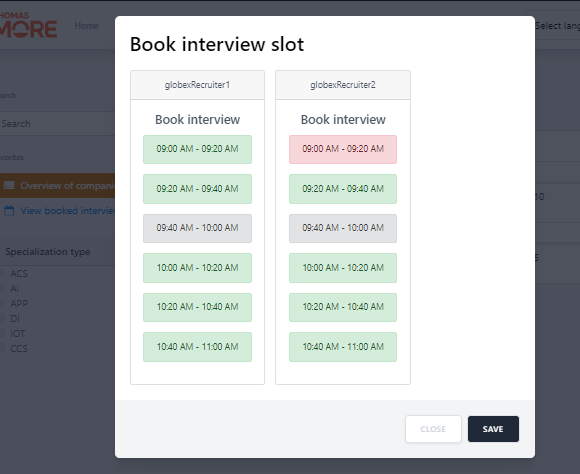 Book interview slot
THOMAS
MORE
Home
Select lang
globexRecruiter1
globexRecruiter2
Book interview
Book interview
09:00 AM - 09:20 AM
09:00 AM - 09:20 AM
09:20 AM - 09:40 AM
09:20 AM - 09:40 AM
09:40 AM - 10:00 AM
09:40 AM - 10:00 AM
10:00 AM - 10:20 AM
10:00 AM - 10:20 AM
10:20 AM - 10:40 AM
10:20 AM - 10:40 AM
10:40 AM - 11:00 AM
10:40 AM - 11:00 AM
CLOSE
SAVE
earch
Search
vorites
Overview of compani
View booked interview
Specialization type
ACS
AI
APP
DI
IOT
CCS
10
5